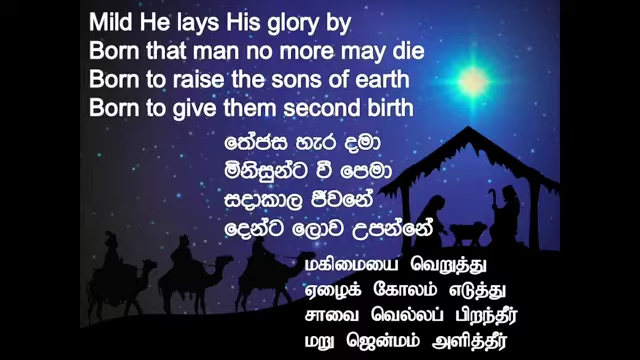 Mild He lays His glory by
Born that man no more may die
Born to raise the sons of earth
Born to give them second birth
තේජස හැර දමා
මිනිසුන්ට වී පෙමා
සදාකාල ජීවනේ
දෙන්ට ලොව උපන්නේ
மகிமையை வெறுத்து
ஏழைக் கோலம் எடுத்து
சாவை வெல்லப் பிறந்தீர்
மறு ஜென்மம் அளித்தீர்